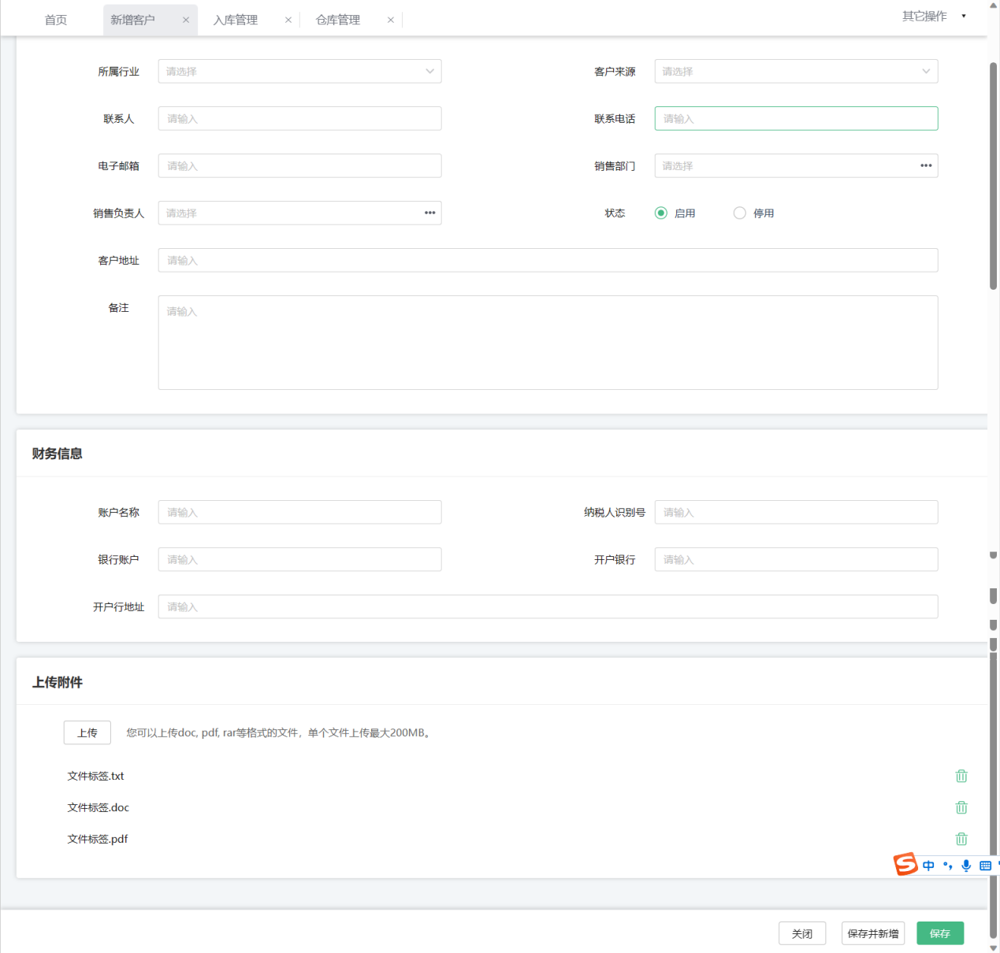 首页 新增客户 × 入库管理 × 仓库管理 × 其它操作
所属行业 请选择 客户来源 请选择
联系人 请输入 联系电话 请输入
电子邮箱 请输入 销售部门 请选择 •••
销售负责人 请选择 ••• 状态 启用 停用
客户地址 请输入
备注 请输入
财务信息
账户名称 请输入 纳税人识别号 请输入
银行账户 请输入 开户银行 请输入
开户行地址 请输入
上传附件
上传 您可以上传doc, pdf, rar等格式的文件，单个文件上传最大200MB。
文件标签.txt
文件标签.doc
文件标签.pdf
S 中 °,
关闭 保存并新增 保存